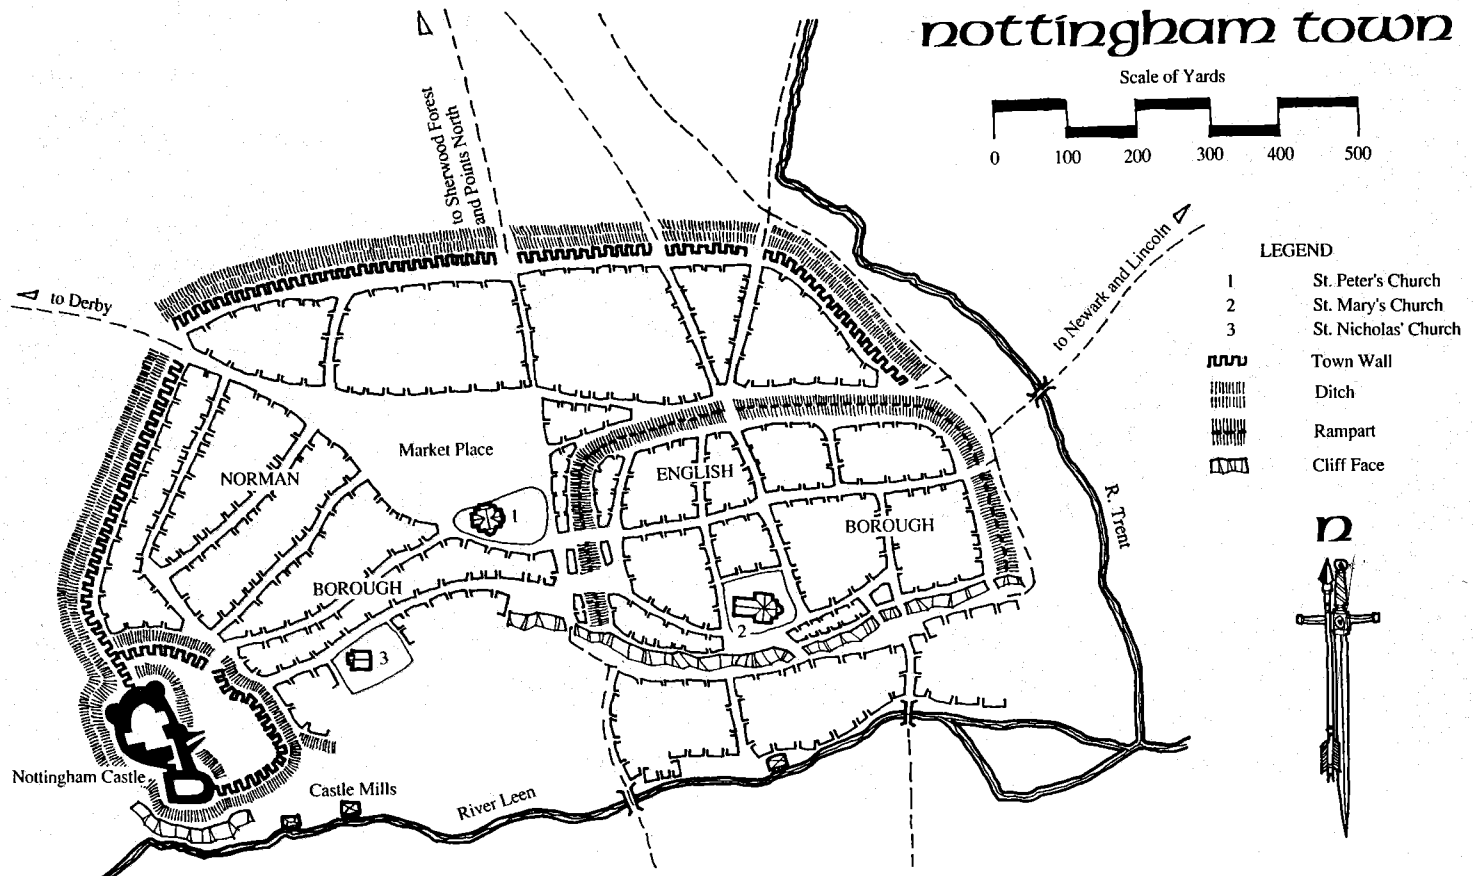 nottingham town
Scale of Yards
0 100 200 300 400 500
to Sherwood Forest
and Points North
to Newark and Lincoln
LEGEND
1 St. Peter's Church
2 St. Mary's Church
3 St. Nicholas' Church
Town Wall
Ditch
Rampart
Cliff Face
to Derby
Market Place
NORMAN
BOROUGH
ENGLISH
BOROUGH
1
2
3
R. Trent
n
Nottingham Castle
Castle Mills
River Leen